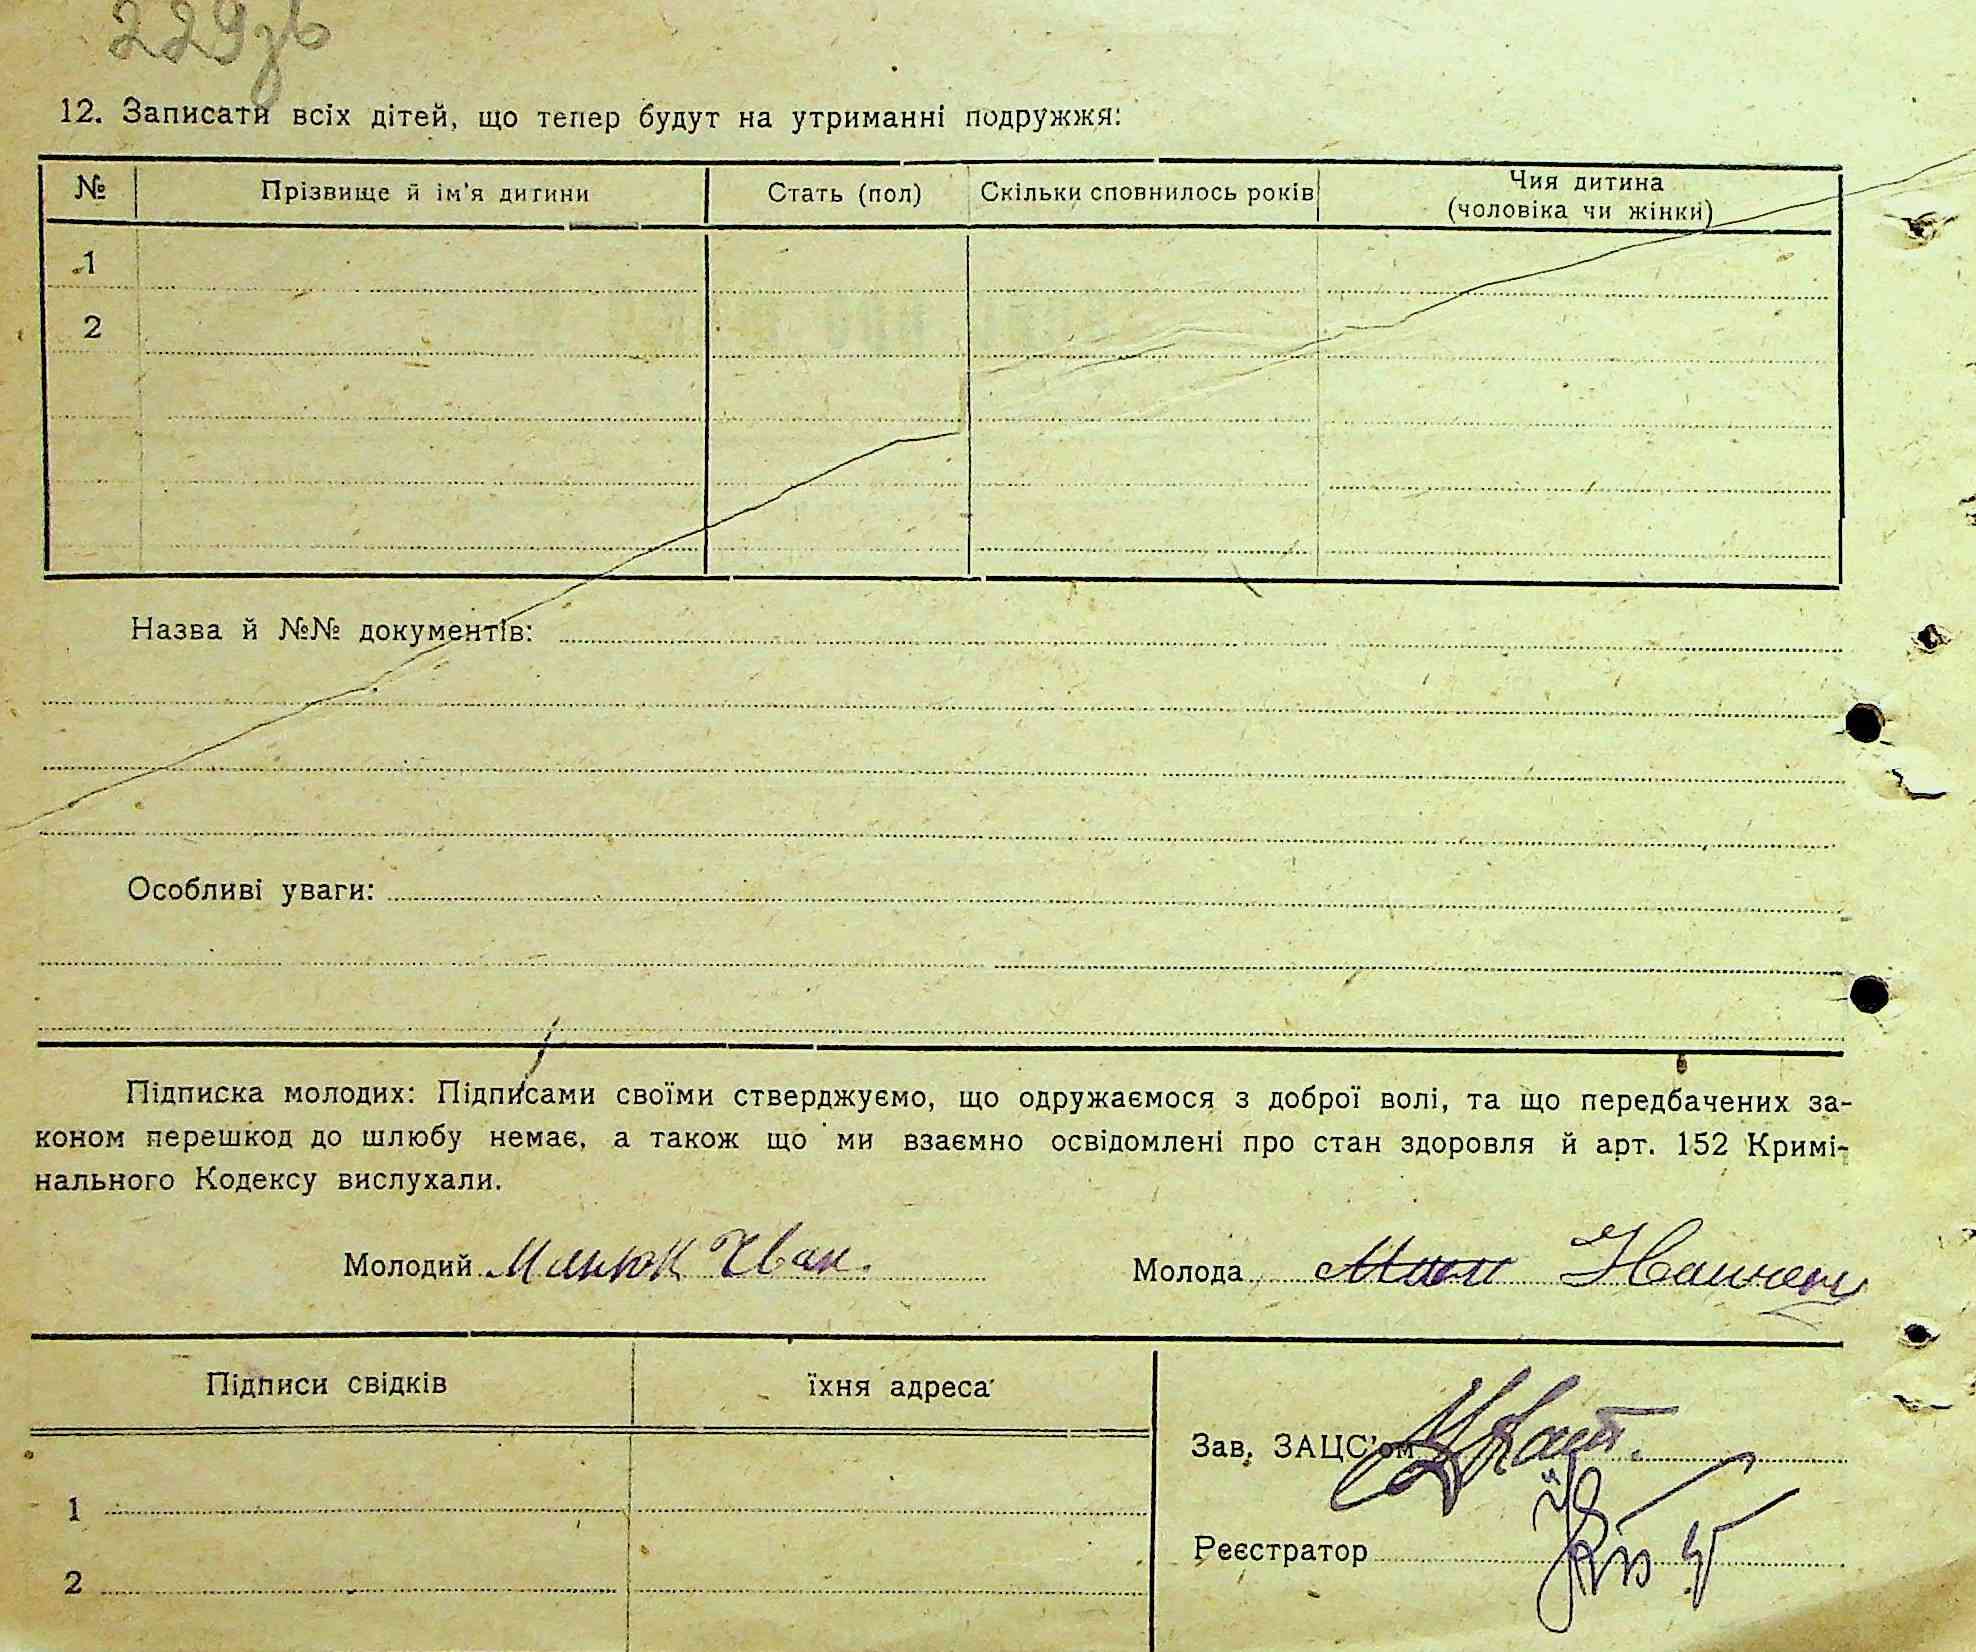 229зв
12. Записати всіх дітей, що тепер будут на утриманні подружжя:
№ Прізвище й ім'я дитини Стать (пол) Скільки сповнилось років Чия дитина (чоловіка чи жінки)
1
2
Назва й №№ документів:
Особливі уваги:
Підписка молодих: Підписами своїми стверджуємо, що одружаємося з доброї волі, та що передбачених за-
коном перешкод до шлюбу немає, а також що ми взаємно освідомлені про стан здоровля й арт. 152 Кримі-
нального Кодексу вислухали.
Молодий Манюк Иван. Молода
Підписи свідків їхня адреса
Зав. ЗАЦС'ом
1
Реєстратор
2